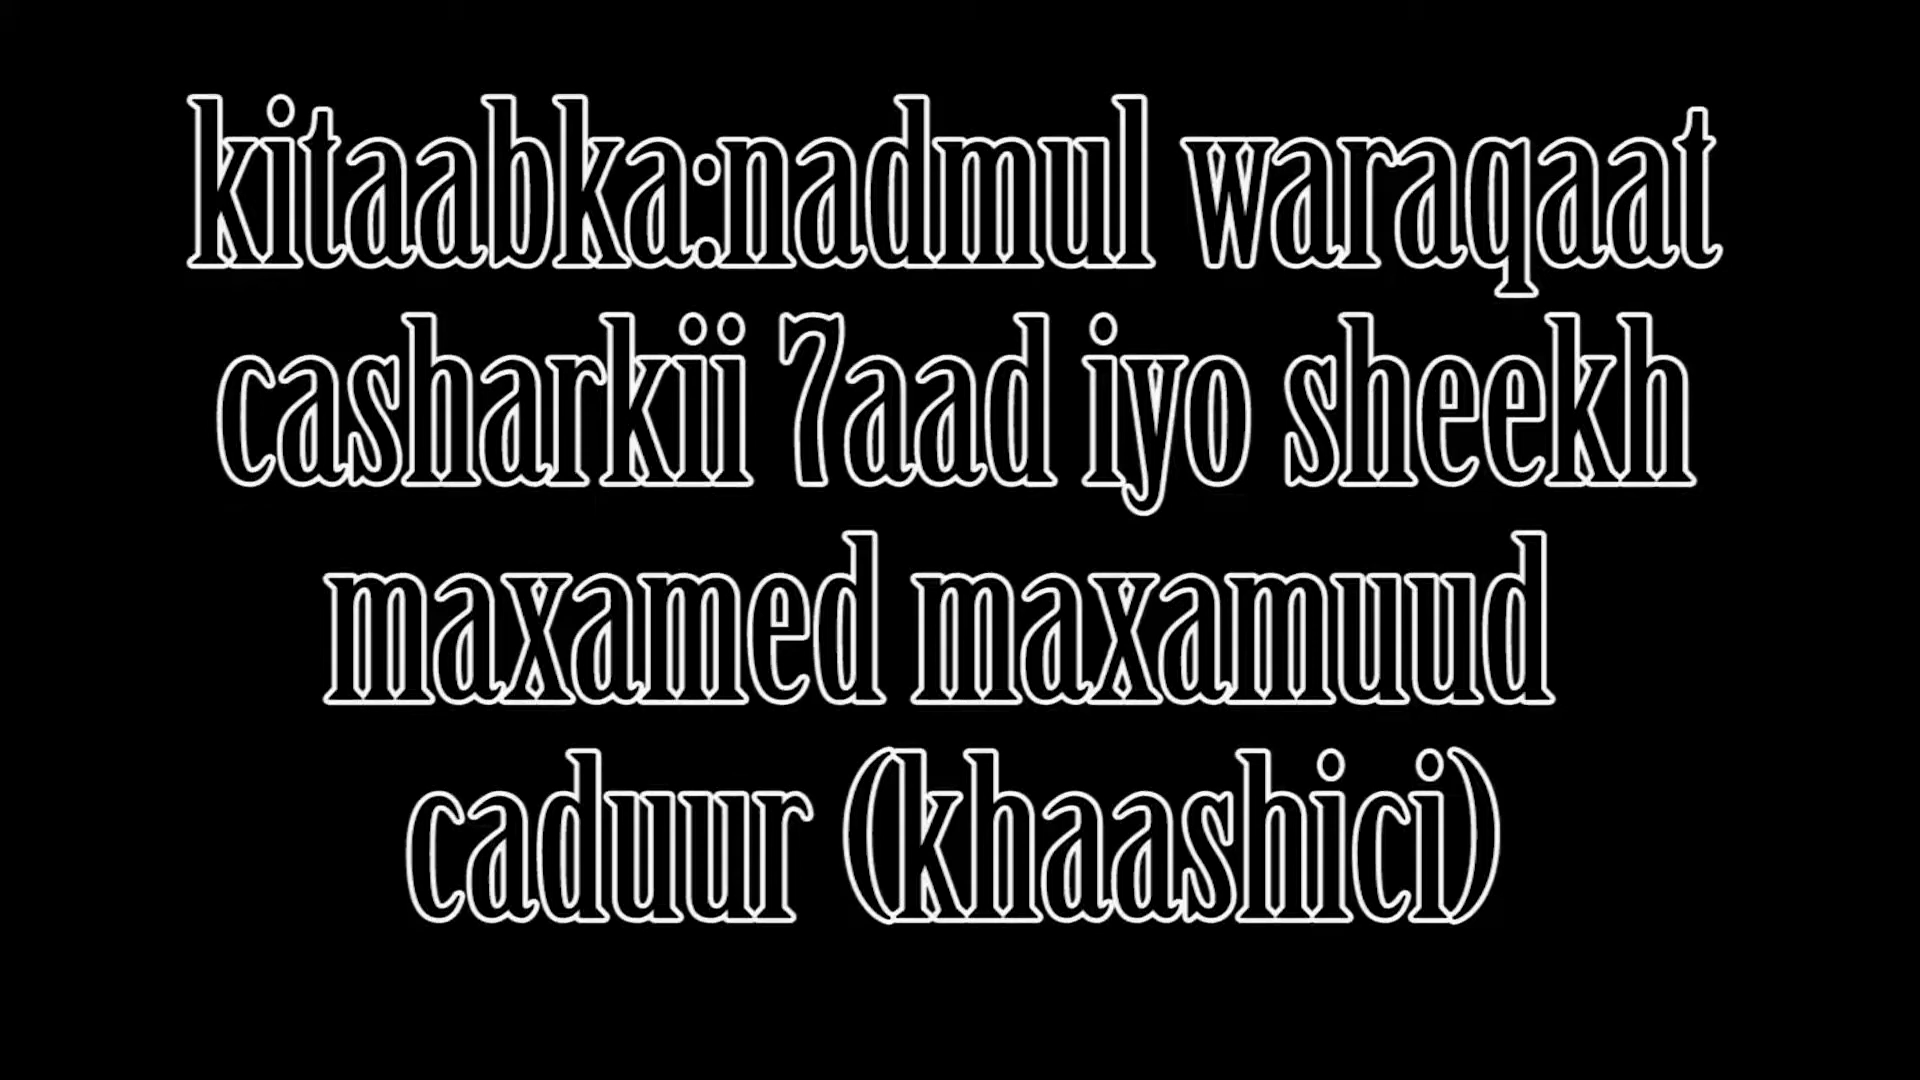 kitaabka:nadmul waraqaat
casharkii 7aad iyo sheekh
maxamed maxamuud
caduur (khaashici)